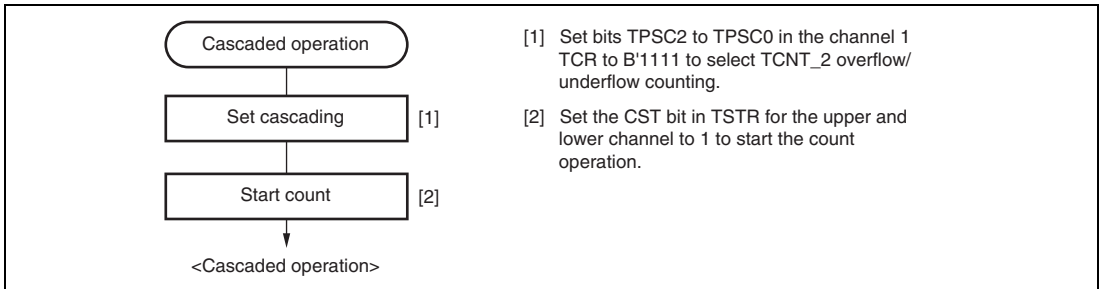 Cascaded operation
Set cascading [1]
Start count [2]
<Cascaded operation>
[1] Set bits TPSC2 to TPSC0 in the channel 1
TCR to B'1111 to select TCNT_2 overflow/
underflow counting.
[2] Set the CST bit in TSTR for the upper and
lower channel to 1 to start the count
operation.